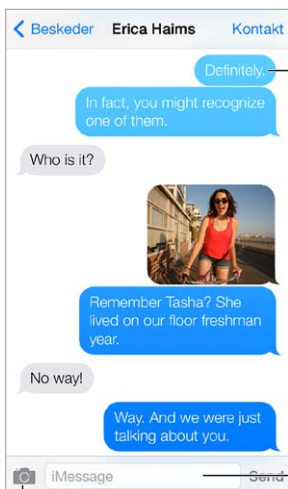 Beskeder Erica Haims Kontakt
Definitely.
In fact, you might recognize
one of them.
Who is it?
Remember Tasha? She
lived on our floor freshman
year.
No way!
Way. And we were just
talking about you.
iMessage Send